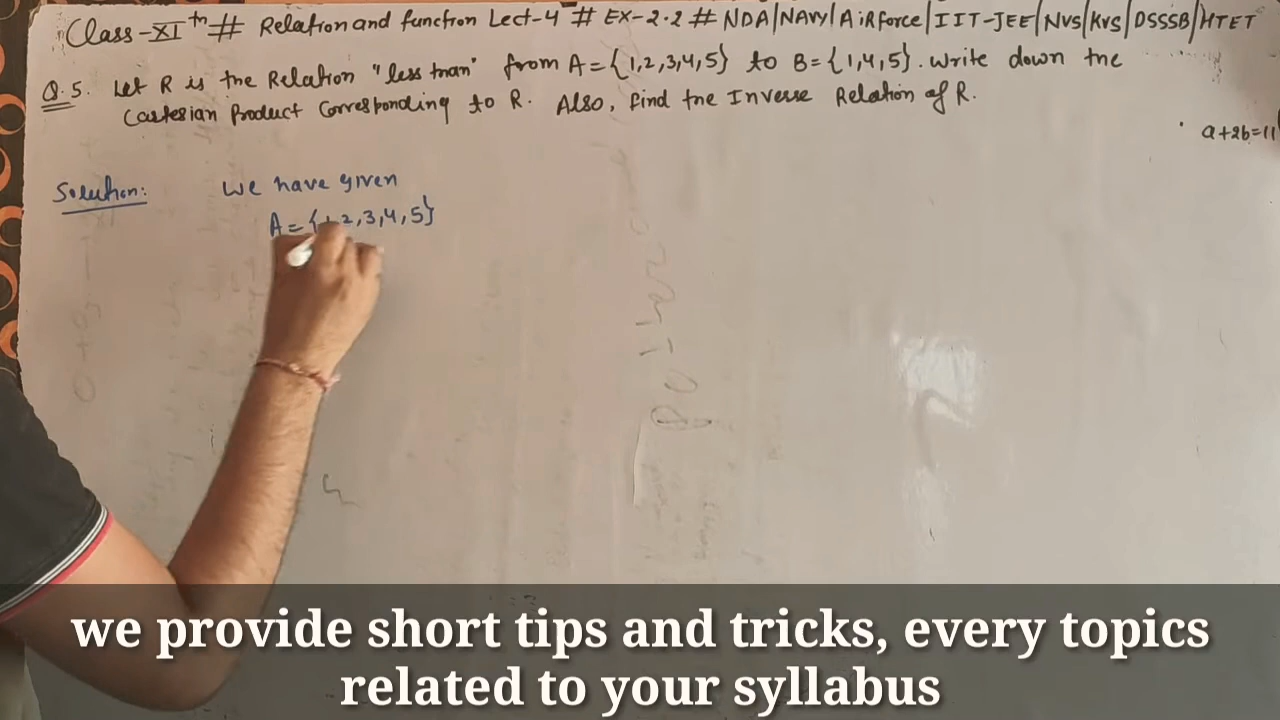 Class-XIth # Relation and function Lect-4 # EX-2.2 # NDA/NAVY/AiRforce/IIT-JEE/NVS/KVS/DSSSB/HTET
Q.5. Let R is the Relation "less than" from A={1,2,3,4,5} to B={1,4,5}. Write down the
Cartesian Product Corresponding to R. Also, find the Inverse Relation of R.
a+2b=11
Solution: We have given
A={1,2,3,4,5}
we provide short tips and tricks, every topics
related to your syllabus